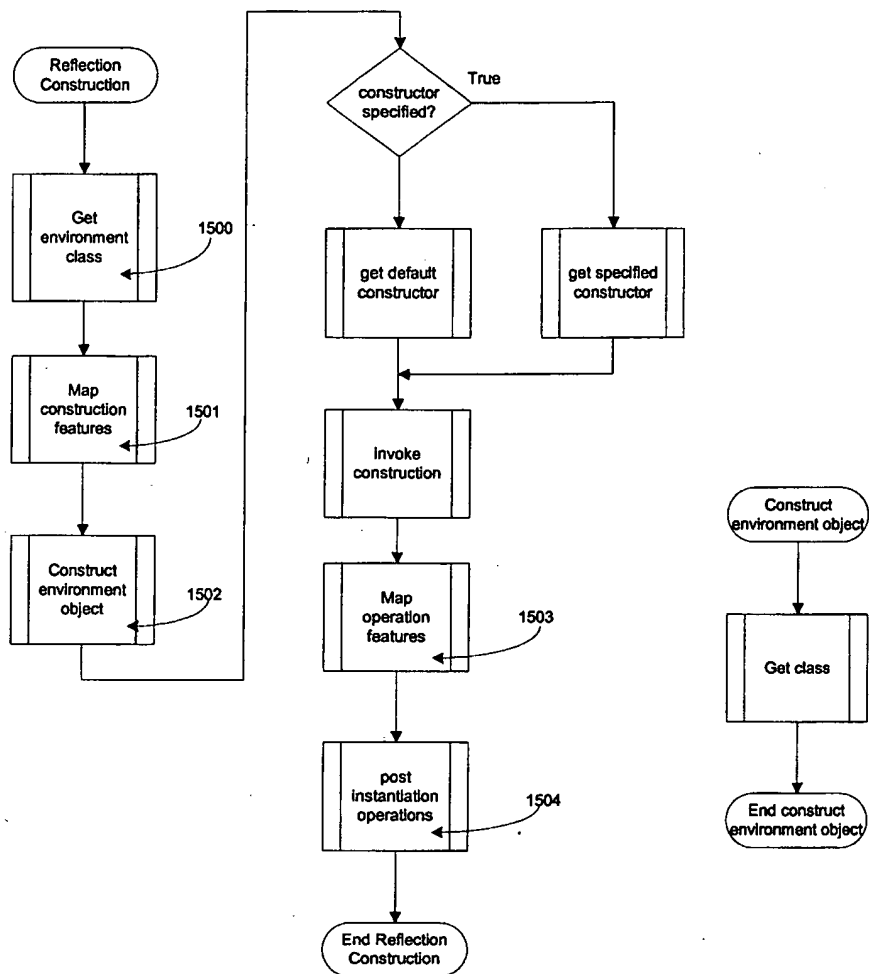 Reflection
Construction
Get
environment
class
1500
Map
construction
features
1501
Construct
environment
object
1502
constructor
specified?
True
get default
constructor
get specified
constructor
Invoke
construction
Map
operation
features
1503
post
instantiation
operations
1504
End Reflection
Construction
Construct
environment object
Get class
End construct
environment object